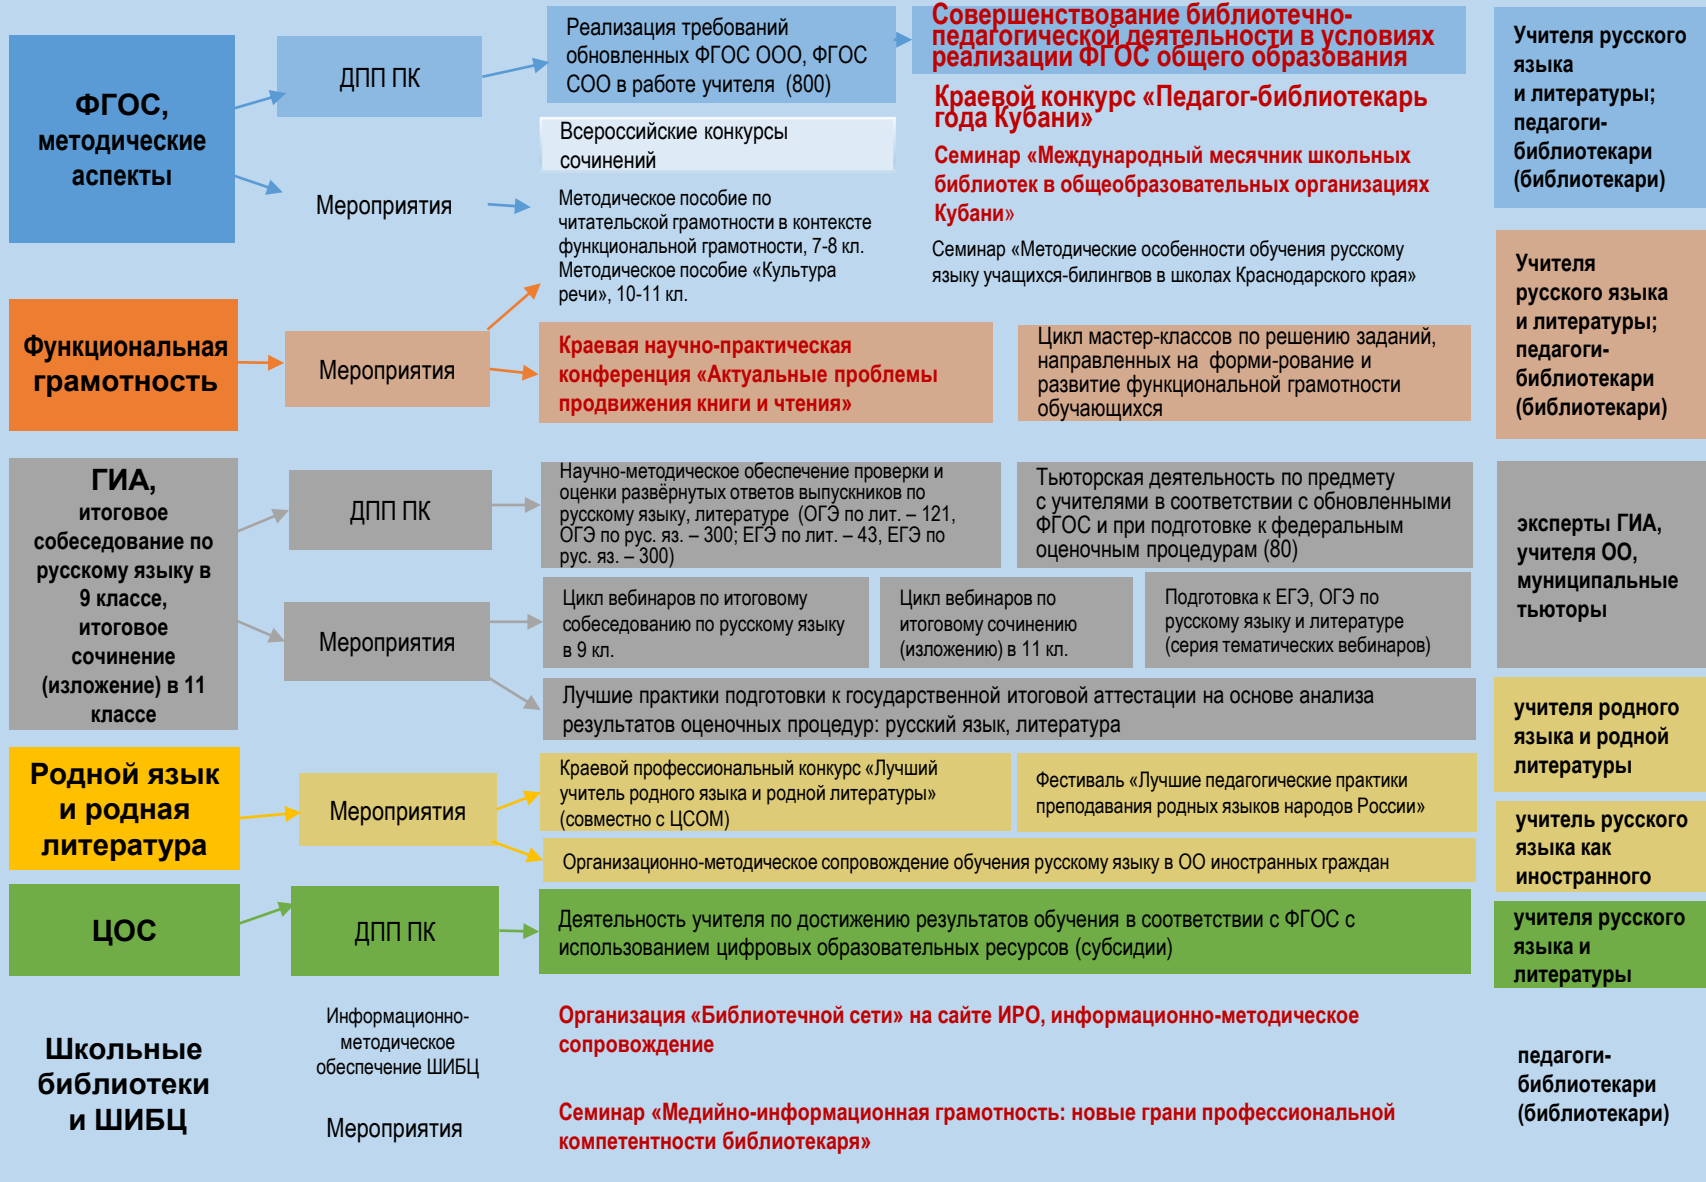 ФГОС,
методические
аспекты
ДПП ПК
Мероприятия
Реализация требований
обновленных ФГОС ООО, ФГОС
СОО в работе учителя (800)
Всероссийские конкурсы
сочинений
Методическое пособие по
читательской грамотности в контексте
функциональной грамотности, 7-8 кл.
Методическое пособие «Культура
речи», 10-11 кл.
Совершенствование библиотечно-
педагогической деятельности в условиях
реализации ФГОС общего образования
Краевой конкурс «Педагог-библиотекарь
года Кубани»
Семинар «Международный месячник школьных
библиотек в общеобразовательных организациях
Кубани»
Семинар «Методические особенности обучения русскому
языку учащихся-билингвов в школах Краснодарского края»
Учителя русского
языка
и литературы;
педагоги-
библиотекари
(библиотекари)
Функциональная
грамотность
Мероприятия
Краевая научно-практическая
конференция «Актуальные проблемы
продвижения книги и чтения»
Цикл мастер-классов по решению заданий,
направленных на форми-рование и
развитие функциональной грамотности
обучающихся
Учителя
русского языка
и литературы;
педагоги-
библиотекари
(библиотекари)
ГИА,
итоговое
собеседование по
русскому языку в
9 классе,
итоговое
сочинение
(изложение) в 11
классе
ДПП ПК
Научно-методическое обеспечение проверки и
оценки развёрнутых ответов выпускников по
русскому языку, литературе (ОГЭ по лит. – 121,
ОГЭ по рус. яз. – 300; ЕГЭ по лит. – 43, ЕГЭ по
рус. яз. – 300)
Тьюторская деятельность по предмету
с учителями в соответствии с обновленными
ФГОС и при подготовке к федеральным
оценочным процедурам (80)
Мероприятия
Цикл вебинаров по итоговому
собеседованию по русскому языку
в 9 кл.
Цикл вебинаров по
итоговому сочинению
(изложению) в 11 кл.
Подготовка к ЕГЭ, ОГЭ по
русскому языку и литературе
(серия тематических вебинаров)
Лучшие практики подготовки к государственной итоговой аттестации на основе анализа
результатов оценочных процедур: русский язык, литература
эксперты ГИА,
учителя ОО,
муниципальные
тьюторы
Родной язык
и родная
литература
Мероприятия
Краевой профессиональный конкурс «Лучший
учитель родного языка и родной литературы»
(совместно с ЦСОМ)
Фестиваль «Лучшие педагогические практики
преподавания родных языков народов России»
Организационно-методическое сопровождение обучения русскому языку в ОО иностранных граждан
учителя родного
языка и родной
литературы
учитель русского
языка как
иностранного
ЦОС
ДПП ПК
Деятельность учителя по достижению результатов обучения в соответствии с ФГОС с
использованием цифровых образовательных ресурсов (субсидии)
учителя русского
языка и
литературы
Школьные
библиотеки
и ШИБЦ
Информационно-
методическое
обеспечение ШИБЦ
Организация «Библиотечной сети» на сайте ИРО, информационно-методическое
сопровождение
Мероприятия
Семинар «Медийно-информационная грамотность: новые грани профессиональной
компетентности библиотекаря»
педагоги-
библиотекари
(библиотекари)